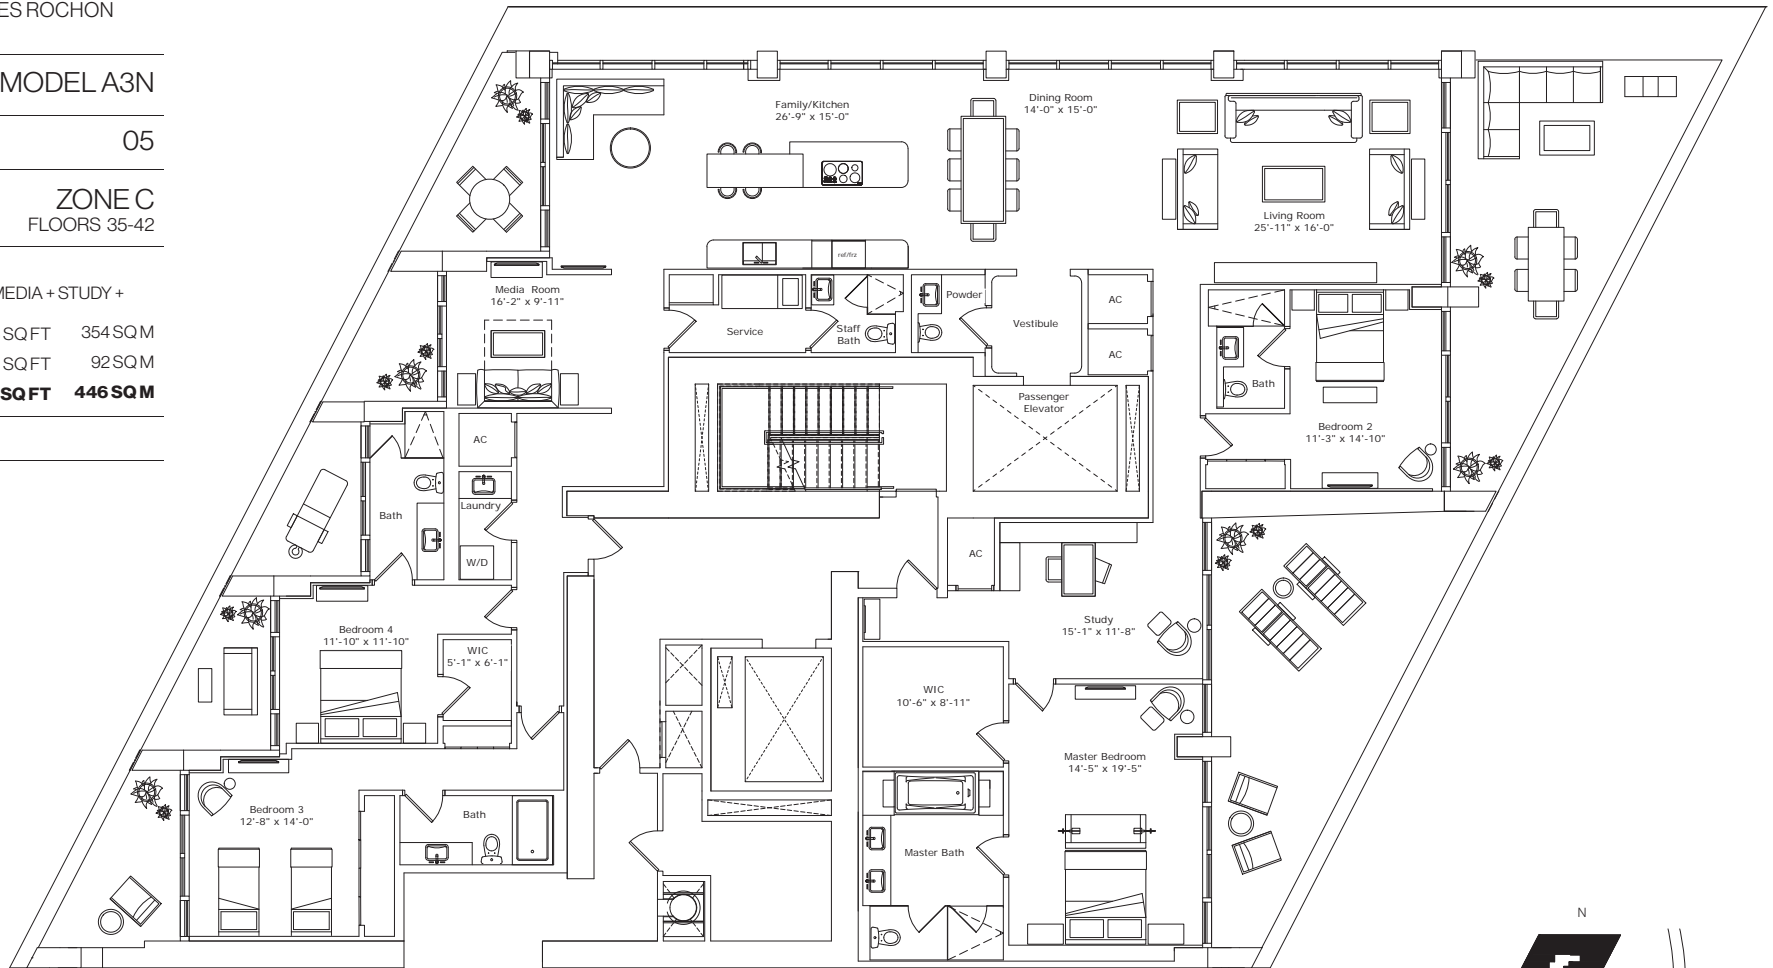 ES ROCHON
MODEL A3N
05
ZONE C
FLOORS 35-42
MEDIA + STUDY +
SQ FT 354 SQ M
SQ FT 92 SQ M
SQ FT 446 SQ M
Family/Kitchen
26'-9" x 15'-0"
Dining Room
14'-0" x 15'-0"
Living Room
25'-11" x 16'-0"
ref/frz
Media Room
16'-2" x 9'-11"
Service
Staff
Bath
Powder
Vestibule
AC
AC
Passenger
Elevator
Bath
Bedroom 2
11'-3" x 14'-10"
AC
Laundry
Bath
W/D
AC
Bedroom 4
11'-10" x 11'-10"
WIC
5'-1" x 6'-1"
Study
15'-1" x 11'-8"
WIC
10'-6" x 8'-11"
Master Bedroom
14'-5" x 19'-5"
Bedroom 3
12'-8" x 14'-0"
Bath
Master Bath
N